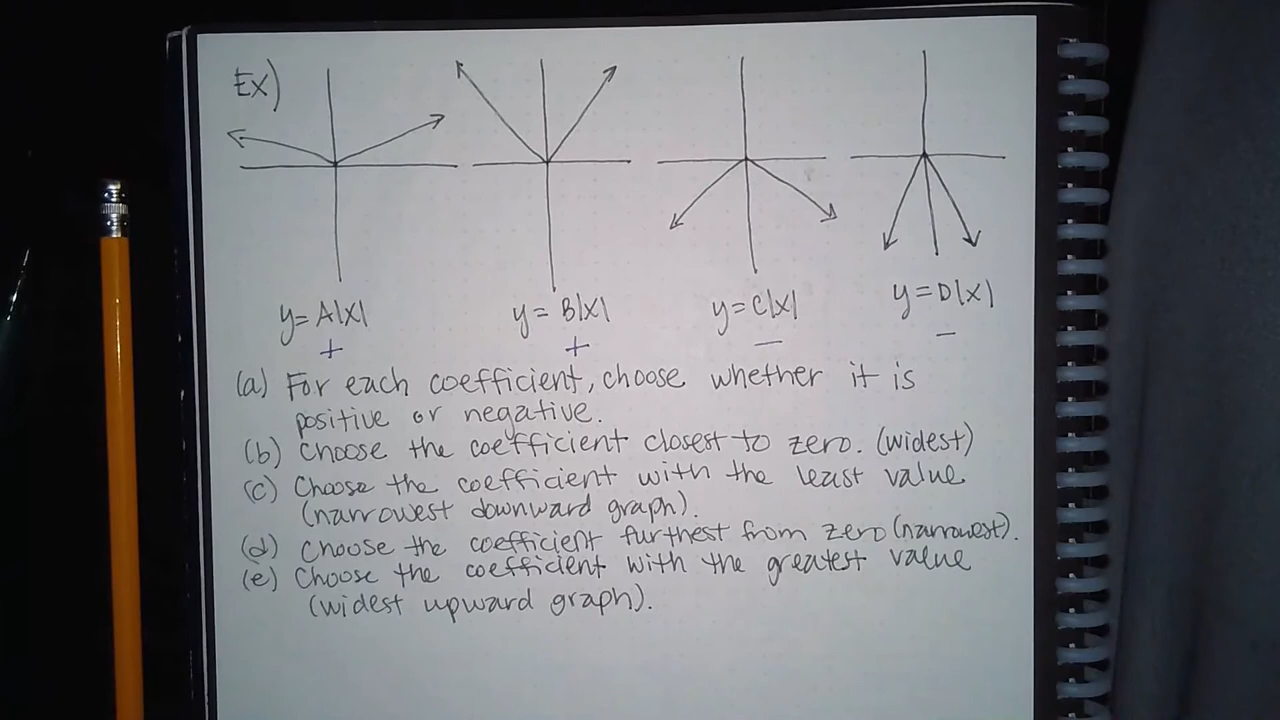 Ex)
y=A|X| y=B|X| y=C|X| y=D|X|
+ + - -
(a) For each coefficient, choose whether it is
positive or negative.
(b) Choose the coefficient closest to zero. (widest)
(c) Choose the coefficient with the least value
(narrowest downward graph).
(d) Choose the coefficient furthest from zero (narrowest).
(e) Choose the coefficient with the greatest value
(widest upward graph).